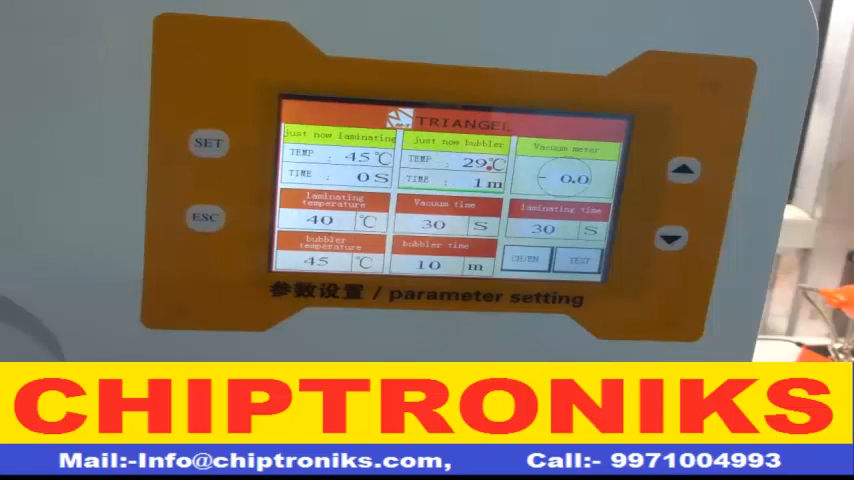 TRIANGEL
just now laminating
just now bubbler
Vacuum meter
TEMP : 45℃
TEMP : 29℃
TIME : 0S
TIME : 1m
- 0.0
laminating temperature
Vacuum time
laminating time
40 ℃
30 S
30 S
bubbler temperature
bubbler time
CH/EN
TEST
45 ℃
10 m
SET
ESC
参数设置 / parameter setting
CHIPTRONIKS
Mail:-Info@chiptroniks.com, Call:- 9971004993